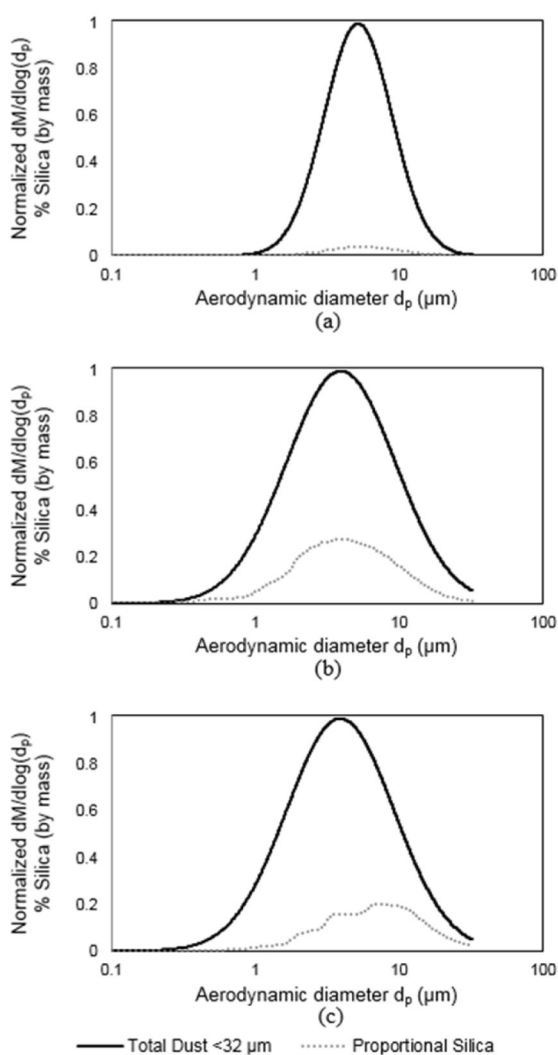 Normalized dM/dlog(dp)
% Silica (by mass)
1
0.8
0.6
0.4
0.2
0
0.1 1 10 100
Aerodynamic diameter dp (µm)
(a)
Normalized dM/dlog(dp)
% Silica (by mass)
1
0.8
0.6
0.4
0.2
0
0.1 1 10 100
Aerodynamic diameter dp (µm)
(b)
Normalized dM/dlog(dp)
% Silica (by mass)
1
0.8
0.6
0.4
0.2
0
0.1 1 10 100
Aerodynamic diameter dp (µm)
(c)
Total Dust <32 µm Proportional Silica